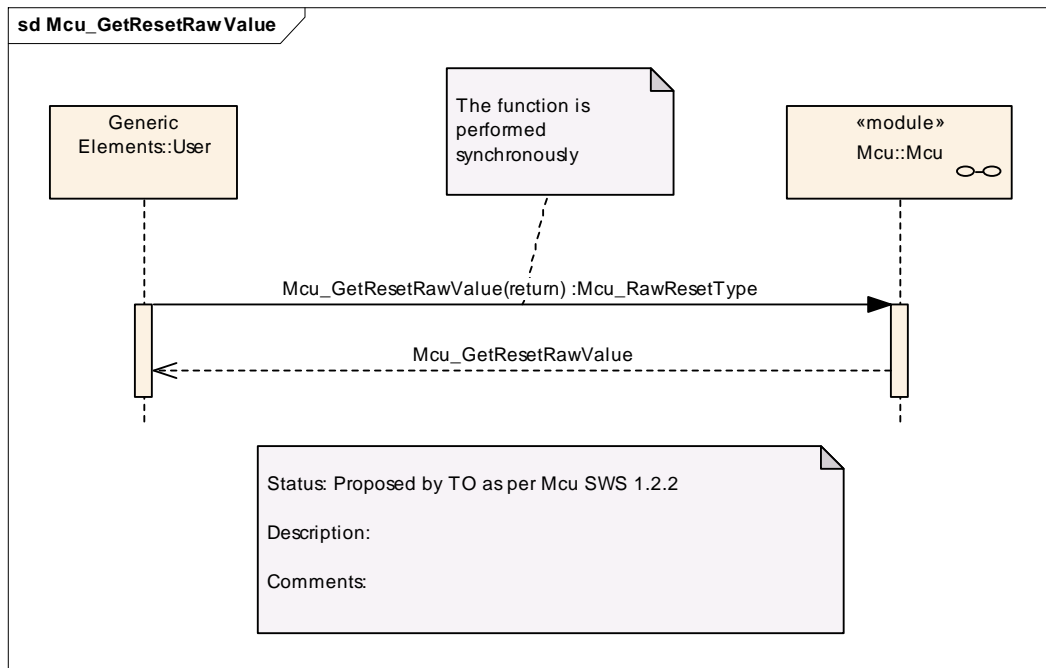 sd Mcu_GetResetRawValue
The function is
performed
synchronously
Generic
Elements::User
«module»
Mcu::Mcu
Mcu_GetResetRawValue(return) :Mcu_RawResetType
Mcu_GetResetRawValue
Status: Proposed by TO as per Mcu SWS 1.2.2
Description:
Comments: